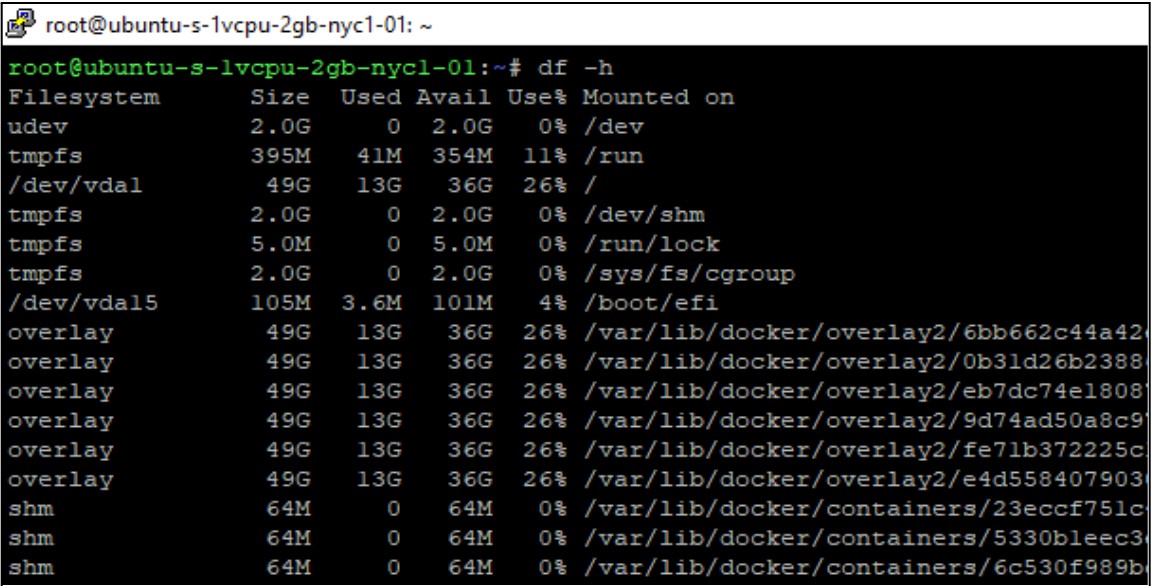 root@ubuntu-s-1vcpu-2gb-nyc1-01: ~
root@ubuntu-s-1vcpu-2gb-nyc1-01:~# df -h
Filesystem      Size  Used Avail Use% Mounted on
udev            2.0G     0  2.0G   0% /dev
tmpfs           395M   41M  354M  11% /run
/dev/vda1        49G   13G   36G  26% /
tmpfs           2.0G     0  2.0G   0% /dev/shm
tmpfs           5.0M     0  5.0M   0% /run/lock
tmpfs           2.0G     0  2.0G   0% /sys/fs/cgroup
/dev/vda15      105M  3.6M  101M   4% /boot/efi
overlay          49G   13G   36G  26% /var/lib/docker/overlay2/6bb662c44a42
overlay          49G   13G   36G  26% /var/lib/docker/overlay2/0b31d26b2388
overlay          49G   13G   36G  26% /var/lib/docker/overlay2/eb7dc74e1808
overlay          49G   13G   36G  26% /var/lib/docker/overlay2/9d74ad50a8c9
overlay          49G   13G   36G  26% /var/lib/docker/overlay2/fe71b372225c
overlay          49G   13G   36G  26% /var/lib/docker/overlay2/e4d558407903
shm              64M     0   64M   0% /var/lib/docker/containers/23eccf751c
shm              64M     0   64M   0% /var/lib/docker/containers/5330b1eec3
shm              64M     0   64M   0% /var/lib/docker/containers/6c530f989b